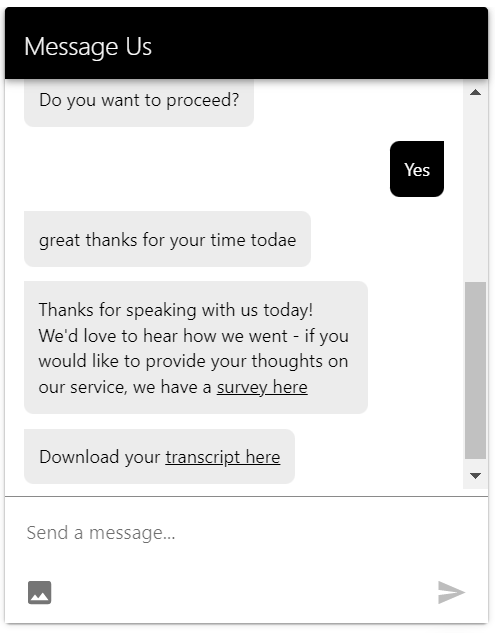 Message Us
Do you want to proceed?
Yes
great thanks for your time todae
Thanks for speaking with us today!
We'd love to hear how we went - if you
would like to provide your thoughts on
our service, we have a survey here
Download your transcript here
Send a message...